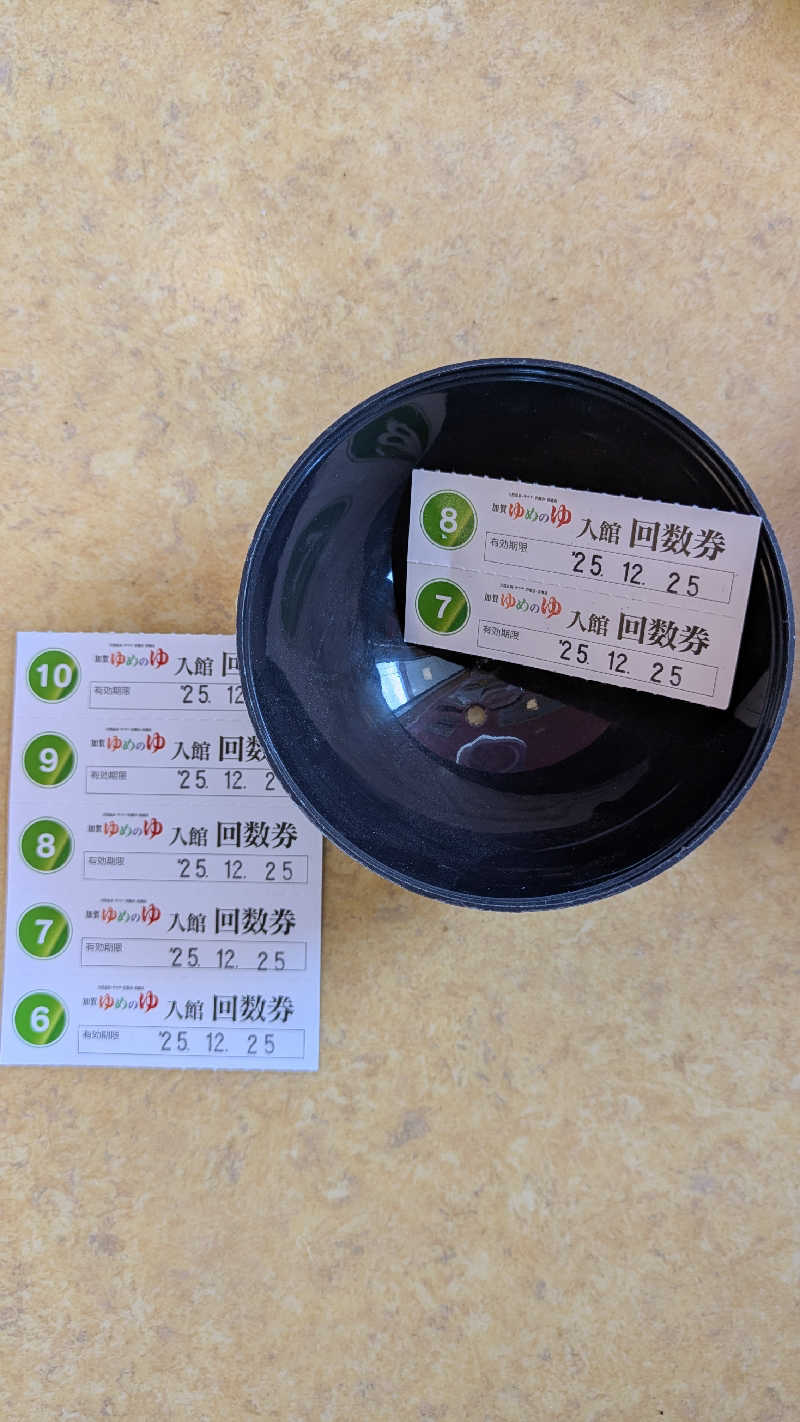 8
加賀 ゆめのゆ 入館 回数券
有効期限 '25. 12. 25
7
加賀 ゆめのゆ 入館 回数券
有効期限 '25. 12. 25
10
加賀 ゆめのゆ 入館 回
有効期限 '25. 12
9
加賀 ゆめのゆ 入館 回数
有効期限 '25. 12. 2
8
加賀 ゆめのゆ 入館 回数券
有効期限 '25. 12. 25
7
加賀 ゆめのゆ 入館 回数券
有効期限 '25. 12. 25
6
加賀 ゆめのゆ 入館 回数券
有効期限 '25. 12. 25